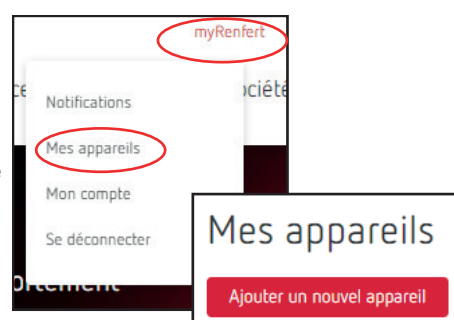 myRenfert
Notifications
Mes appareils
Mon compte
Se déconnecter
Mes appareils
Ajouter un nouvel appareil